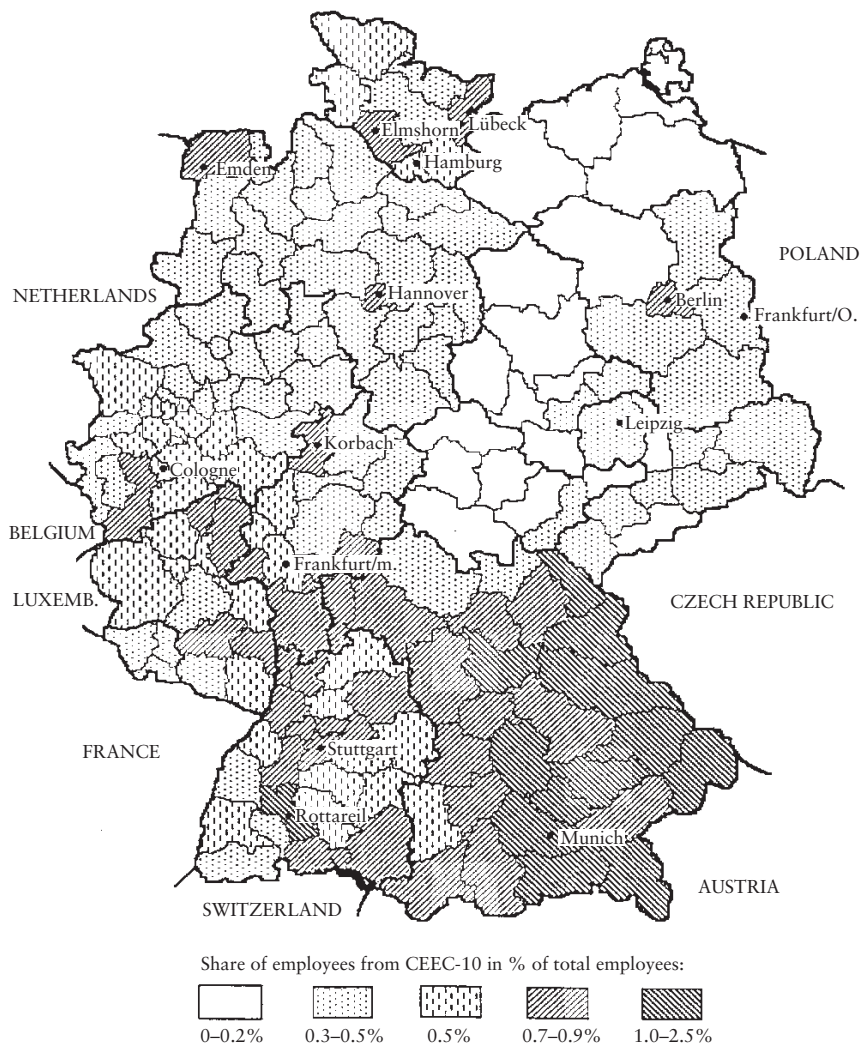 Elmshorn
Lübeck
Hamburg
Emden
POLAND
NETHERLANDS
Hannover
Berlin
Frankfurt/O.
Leipzig
Korbach
Cologne
BELGIUM
Frankfurt/m.
LUXEMB.
CZECH REPUBLIC
FRANCE
Stuttgart
Rottareil
Munich
AUSTRIA
SWITZERLAND
Share of employees from CEEC-10 in % of total employees:
0–0.2% 0.3–0.5% 0.5% 0.7–0.9% 1.0–2.5%